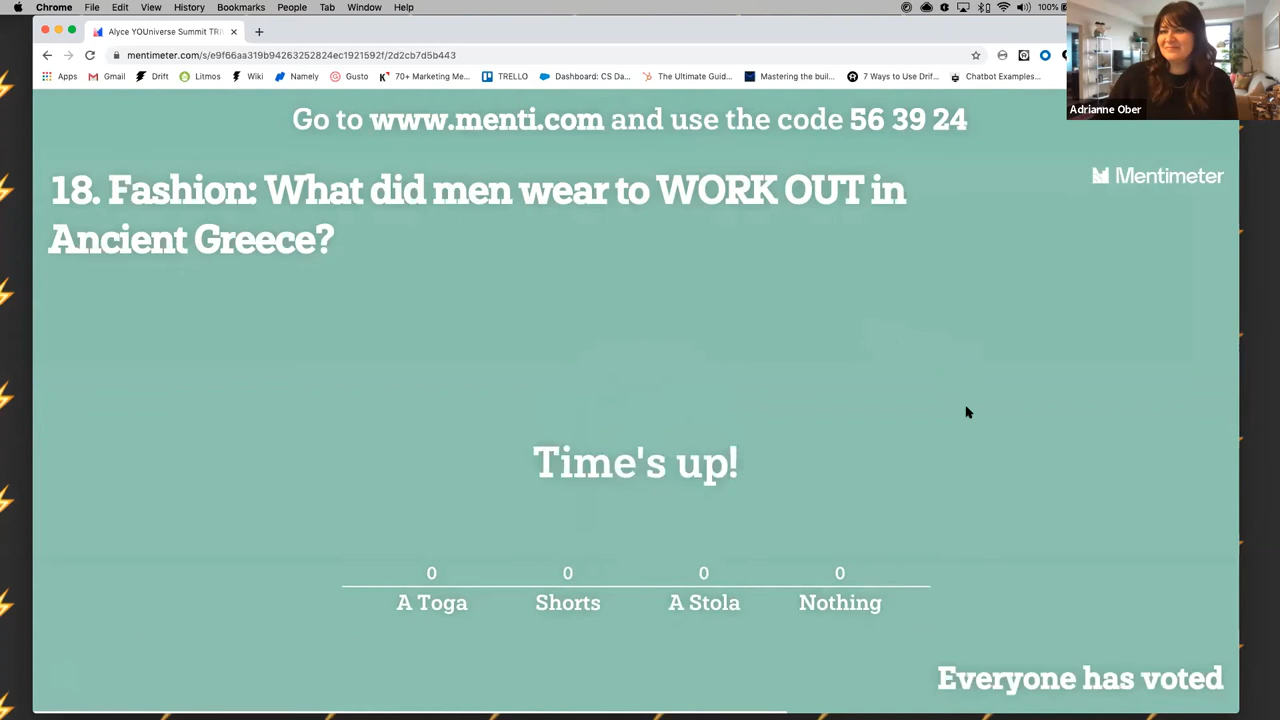 Chrome File Edit View History Bookmarks People Tab Window Help 100%
Alyce YOUniverse Summit TRI
mentimeter.com/s/e9f66aa319b94263252824ec1921592f/2d2cb7d5b443
Apps Gmail Drift Litmos Wiki Namely Gusto 70+ Marketing Me... TRELLO Dashboard: CS Da... The Ultimate Guid... Mastering the buil... 7 Ways to Use Drif... Chatbot Examples...
Adrianne Ober
Go to www.menti.com and use the code 56 39 24
Mentimeter
18. Fashion: What did men wear to WORK OUT in
Ancient Greece?
Time's up!
0 0 0 0
A Toga Shorts A Stola Nothing
Everyone has voted